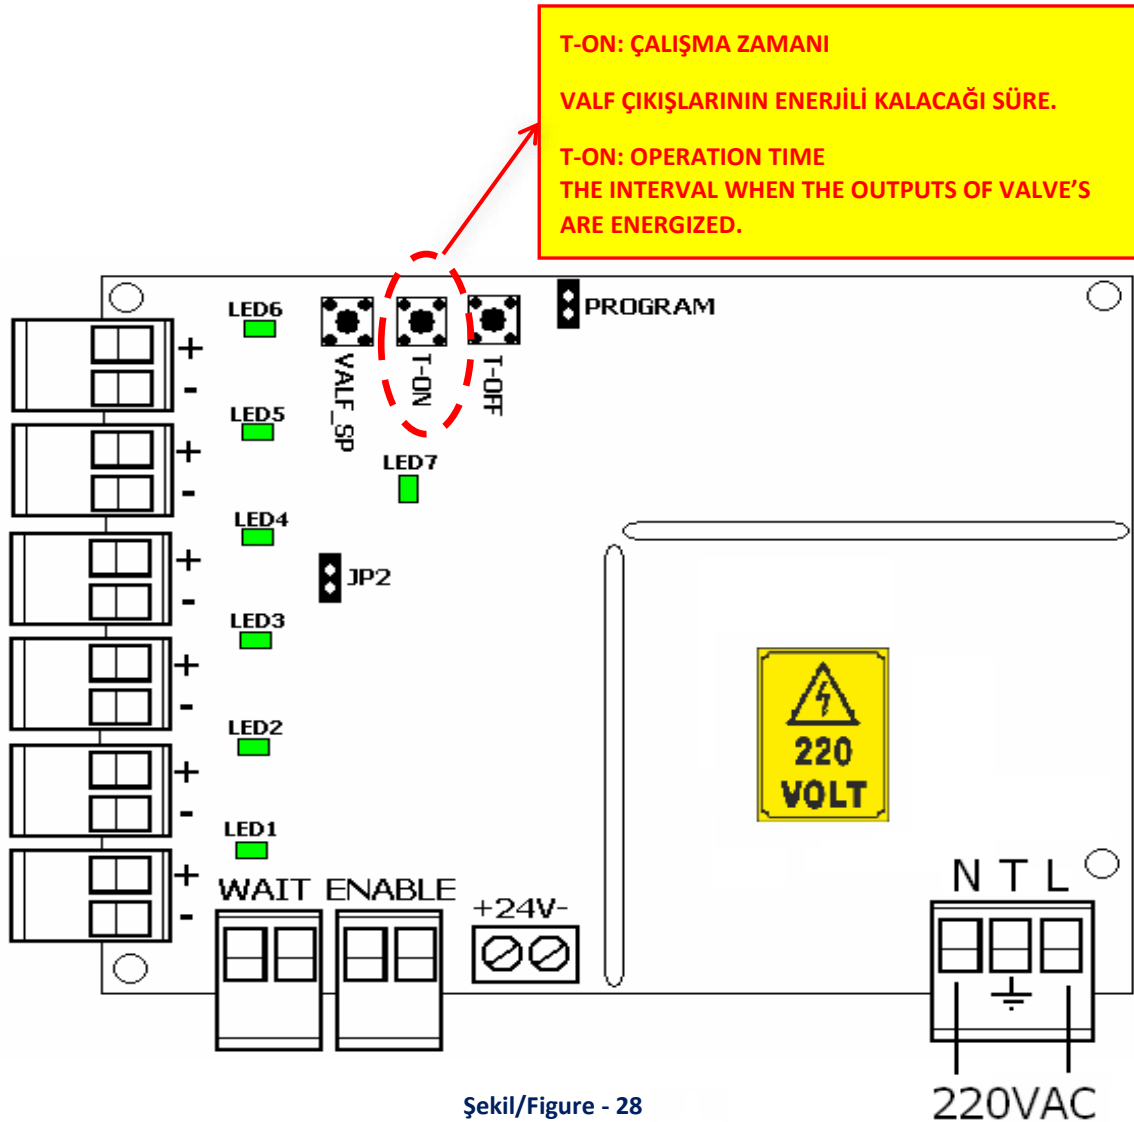 T-ON: ÇALIŞMA ZAMANI
VALF ÇIKIŞLARININ ENERJİLİ KALACAĞI SÜRE.
T-ON: OPERATION TIME
THE INTERVAL WHEN THE OUTPUTS OF VALVE'S
ARE ENERGIZED.
LED6
PROGRAM
VALF_SP
T-ON
T-OFF
+
-
LED5
+
-
LED7
LED4
+
-
JP2
LED3
+
-
LED2
+
-
220
VOLT
LED1
+
-
WAIT
ENABLE
+24V-
N T L
220VAC
Şekil/Figure - 28